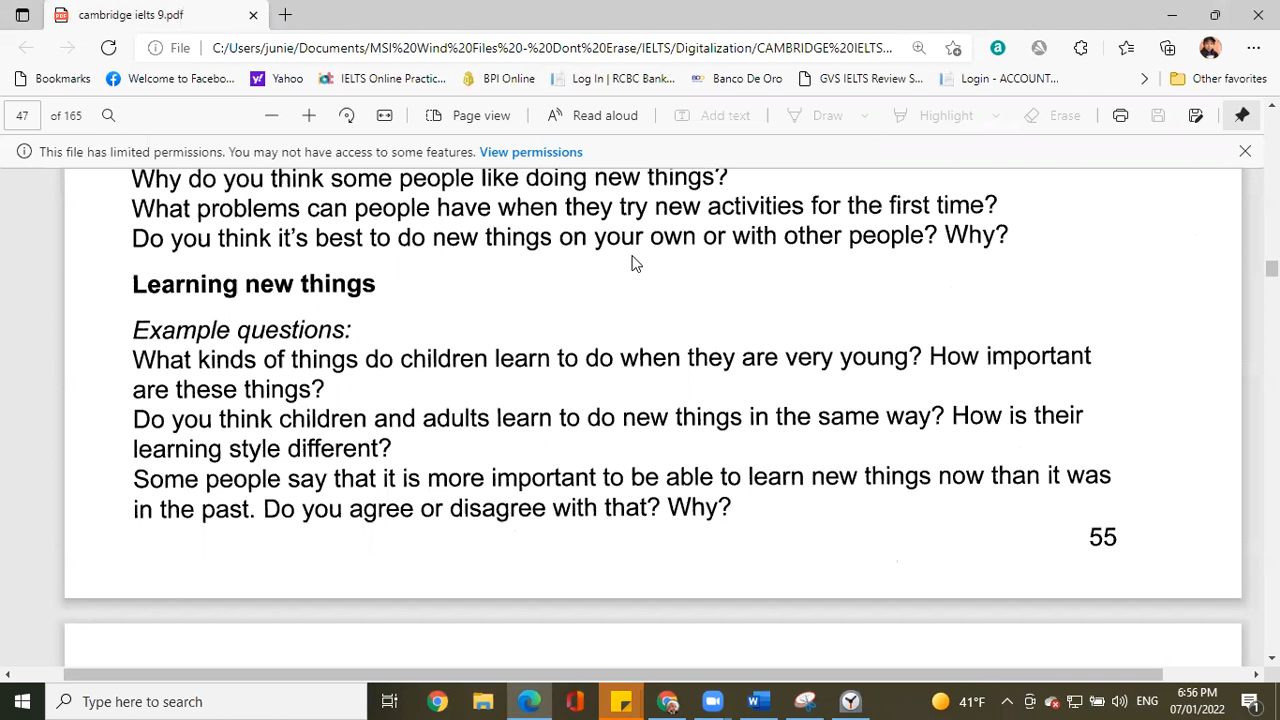 cambridge ielts 9.pdf
File
C:/Users/junie/Documents/MSI%20Wind%20Files%20-%20Dont%20Erase/IELTS/Digitalization/CAMBRIDGE%20IELTS...
Bookmarks
Welcome to Facebo...
Yahoo
IELTS Online Practic...
BPI Online
Log In | RCBC Bank...
Banco De Oro
GVS IELTS Review S...
Login - ACCOUNT...
Other favorites
47 of 165
Page view
Read aloud
Add text
Draw
Highlight
Erase
This file has limited permissions. You may not have access to some features. View permissions
Why do you think some people like doing new things?
What problems can people have when they try new activities for the first time?
Do you think it's best to do new things on your own or with other people? Why?
Learning new things
Example questions:
What kinds of things do children learn to do when they are very young? How important
are these things?
Do you think children and adults learn to do new things in the same way? How is their
learning style different?
Some people say that it is more important to be able to learn new things now than it was
in the past. Do you agree or disagree with that? Why?
55
Type here to search
41°F
ENG
6:56 PM
07/01/2022